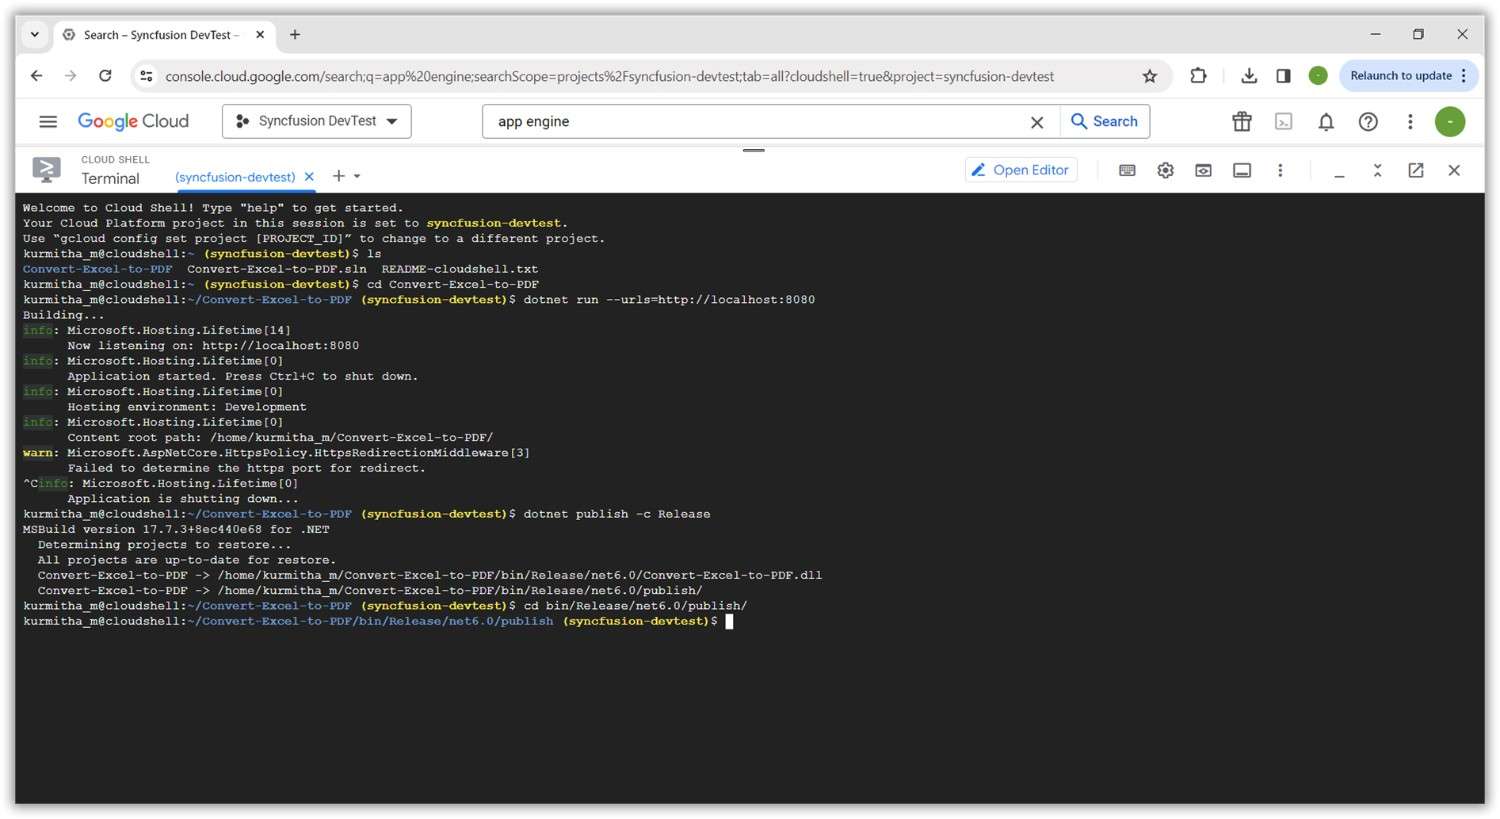 Search – Syncfusion DevTest –
console.cloud.google.com/search;q=app%20engine;searchScope=projects%2Fsyncfusion-devtest;tab=all?cloudshell=true&project=syncfusion-devtest
Relaunch to update
Google Cloud
Syncfusion DevTest
app engine
Search
CLOUD SHELL
Terminal
(syncfusion-devtest)
Open Editor
Welcome to Cloud Shell! Type "help" to get started.
Your Cloud Platform project in this session is set to syncfusion-devtest.
Use “gcloud config set project [PROJECT_ID]” to change to a different project.
kurmitha_m@cloudshell:~ (syncfusion-devtest)$ ls
Convert-Excel-to-PDF  Convert-Excel-to-PDF.sln  README-cloudshell.txt
kurmitha_m@cloudshell:~ (syncfusion-devtest)$ cd Convert-Excel-to-PDF
kurmitha_m@cloudshell:~/Convert-Excel-to-PDF (syncfusion-devtest)$ dotnet run --urls=http://localhost:8080
Building...
info: Microsoft.Hosting.Lifetime[14]
      Now listening on: http://localhost:8080
info: Microsoft.Hosting.Lifetime[0]
      Application started. Press Ctrl+C to shut down.
info: Microsoft.Hosting.Lifetime[0]
      Hosting environment: Development
info: Microsoft.Hosting.Lifetime[0]
      Content root path: /home/kurmitha_m/Convert-Excel-to-PDF/
warn: Microsoft.AspNetCore.HttpsPolicy.HttpsRedirectionMiddleware[3]
      Failed to determine the https port for redirect.
^Cinfo: Microsoft.Hosting.Lifetime[0]
      Application is shutting down...
kurmitha_m@cloudshell:~/Convert-Excel-to-PDF (syncfusion-devtest)$ dotnet publish -c Release
MSBuild version 17.7.3+8ec440e68 for .NET
  Determining projects to restore...
  All projects are up-to-date for restore.
  Convert-Excel-to-PDF -> /home/kurmitha_m/Convert-Excel-to-PDF/bin/Release/net6.0/Convert-Excel-to-PDF.dll
  Convert-Excel-to-PDF -> /home/kurmitha_m/Convert-Excel-to-PDF/bin/Release/net6.0/publish/
kurmitha_m@cloudshell:~/Convert-Excel-to-PDF (syncfusion-devtest)$ cd bin/Release/net6.0/publish/
kurmitha_m@cloudshell:~/Convert-Excel-to-PDF/bin/Release/net6.0/publish (syncfusion-devtest)$